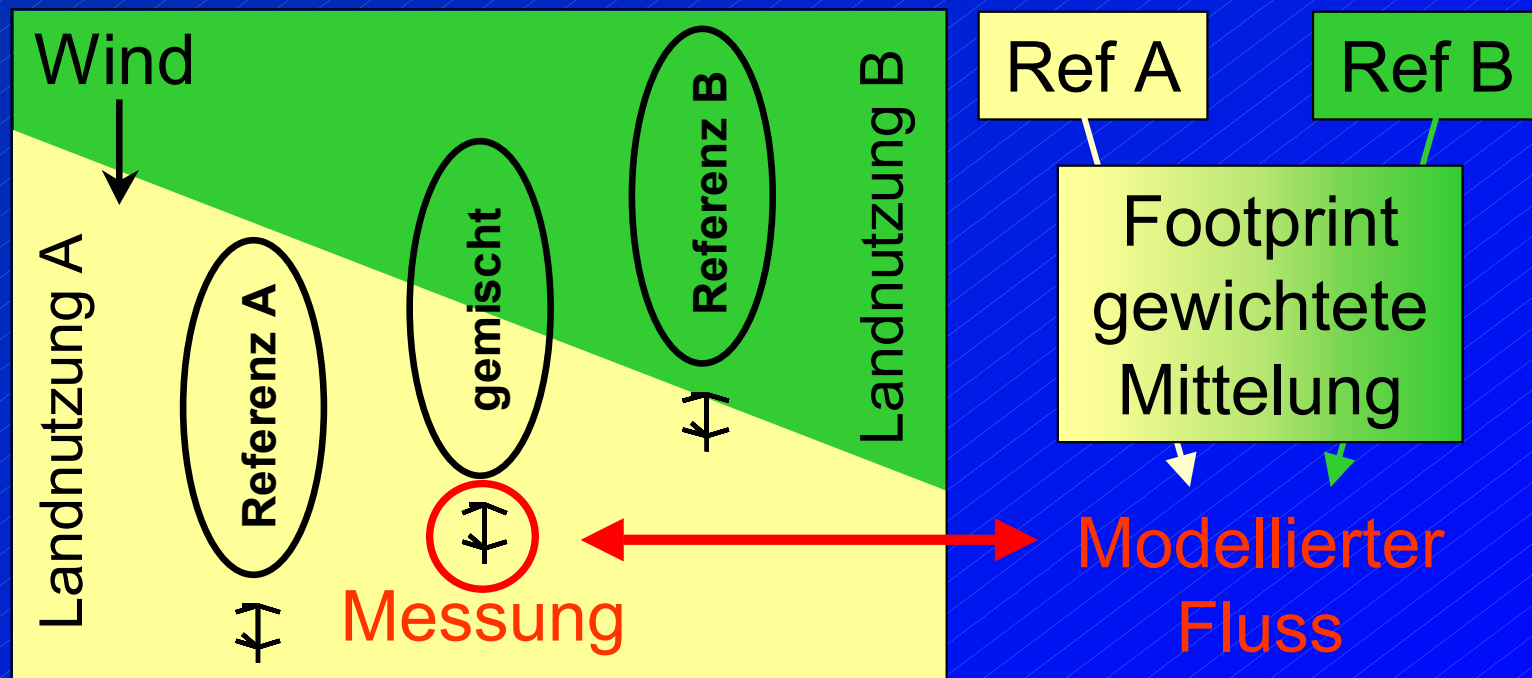 Wind
Landnutzung A
Referenz A
gemischt
Referenz B
Landnutzung B
Messung
Ref A
Ref B
Footprint
gewichtete
Mittelung
Modellierter
Fluss